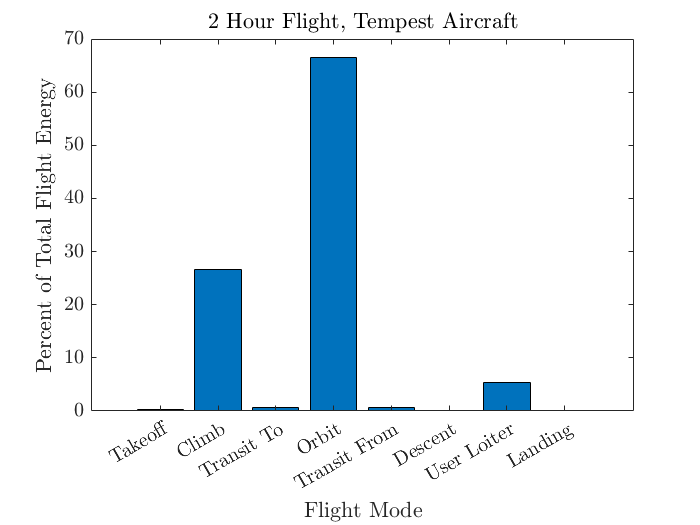 2 Hour Flight, Tempest Aircraft
70
60
50
40
30
20
10
0
Percent of Total Flight Energy
Takeoff
Climb
Transit To
Orbit
Transit From
Descent
User Loiter
Landing
Flight Mode